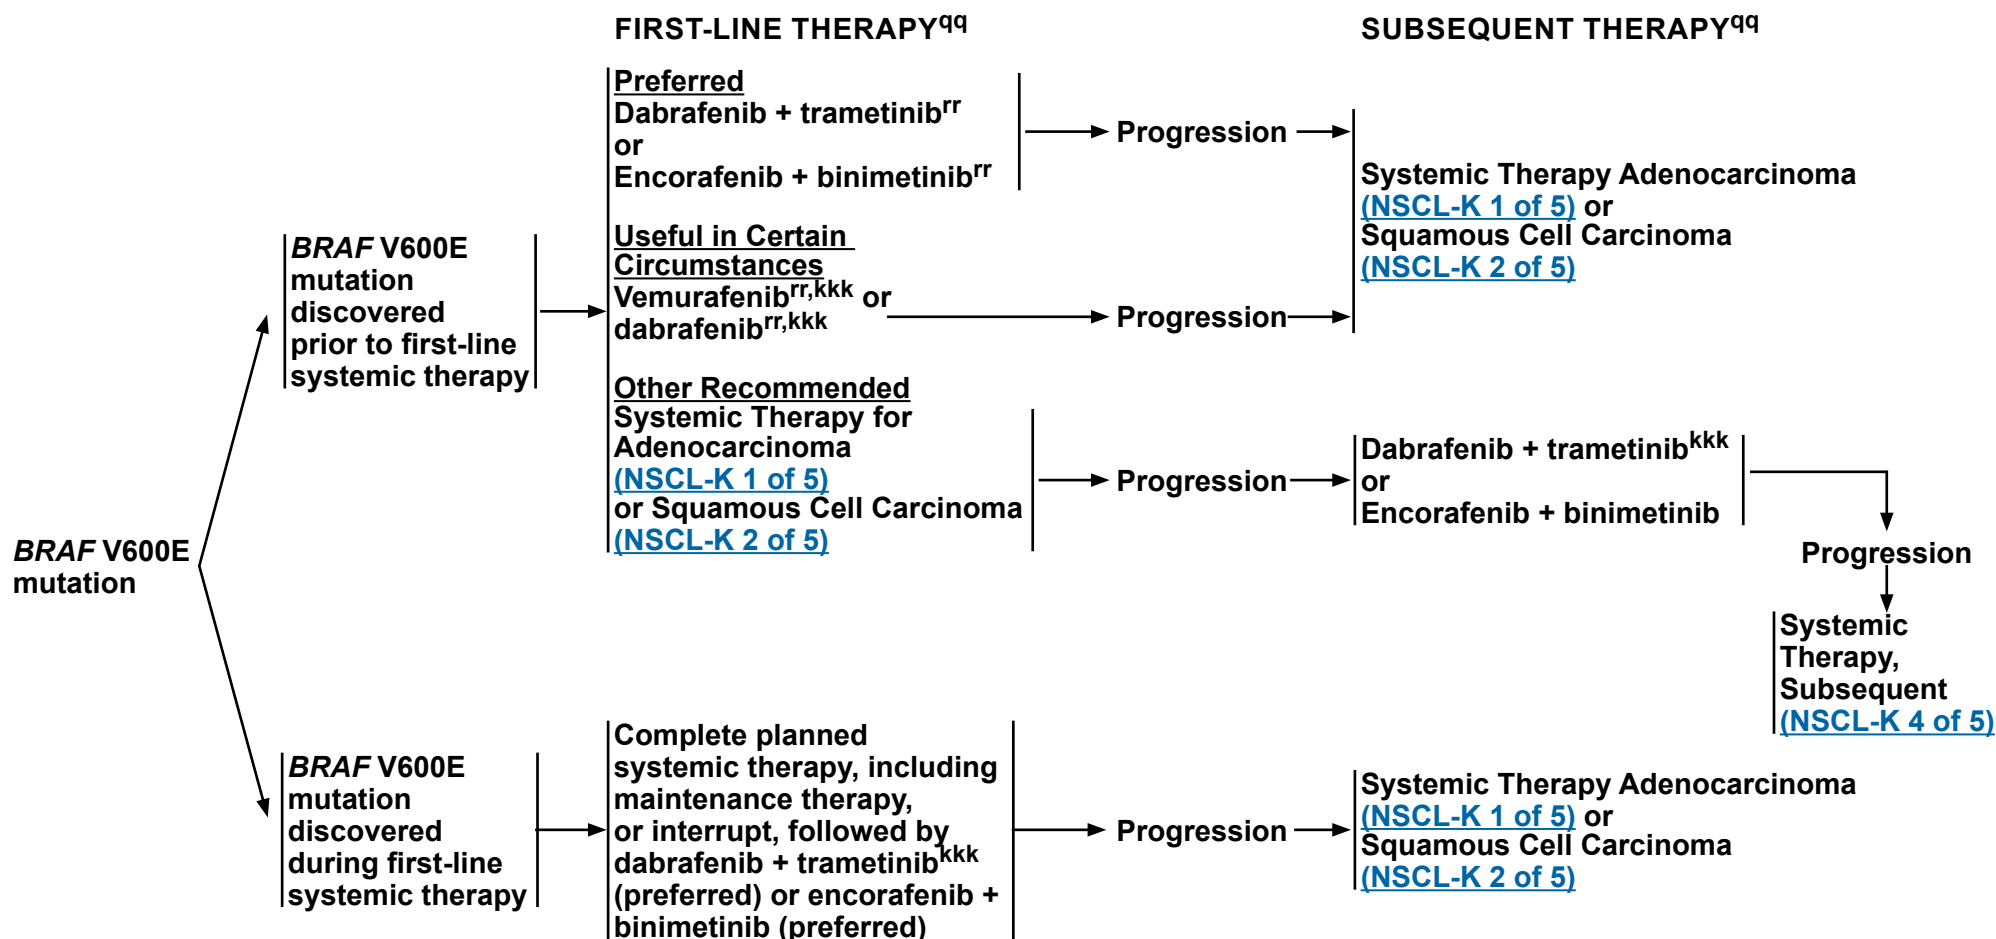 FIRST-LINE THERAPYqq
SUBSEQUENT THERAPYqq
BRAF V600E
mutation
BRAF V600E
mutation
discovered
prior to first-line
systemic therapy
Preferred
Dabrafenib + trametinibrr
or
Encorafenib + binimetinibrr
Progression
Useful in Certain
Circumstances
Vemurafenibrr,kkk or
dabrafenibrr,kkk
Progression
Systemic Therapy Adenocarcinoma
(NSCL-K 1 of 5) or
Squamous Cell Carcinoma
(NSCL-K 2 of 5)
Other Recommended
Systemic Therapy for
Adenocarcinoma
(NSCL-K 1 of 5)
or Squamous Cell Carcinoma
(NSCL-K 2 of 5)
Progression
Dabrafenib + trametinibkkk
or
Encorafenib + binimetinib
Progression
Systemic
Therapy,
Subsequent
(NSCL-K 4 of 5)
BRAF V600E
mutation
discovered
during first-line
systemic therapy
Complete planned
systemic therapy, including
maintenance therapy,
or interrupt, followed by
dabrafenib + trametinibkkk
(preferred) or encorafenib +
binimetinib (preferred)
Progression
Systemic Therapy Adenocarcinoma
(NSCL-K 1 of 5) or
Squamous Cell Carcinoma
(NSCL-K 2 of 5)